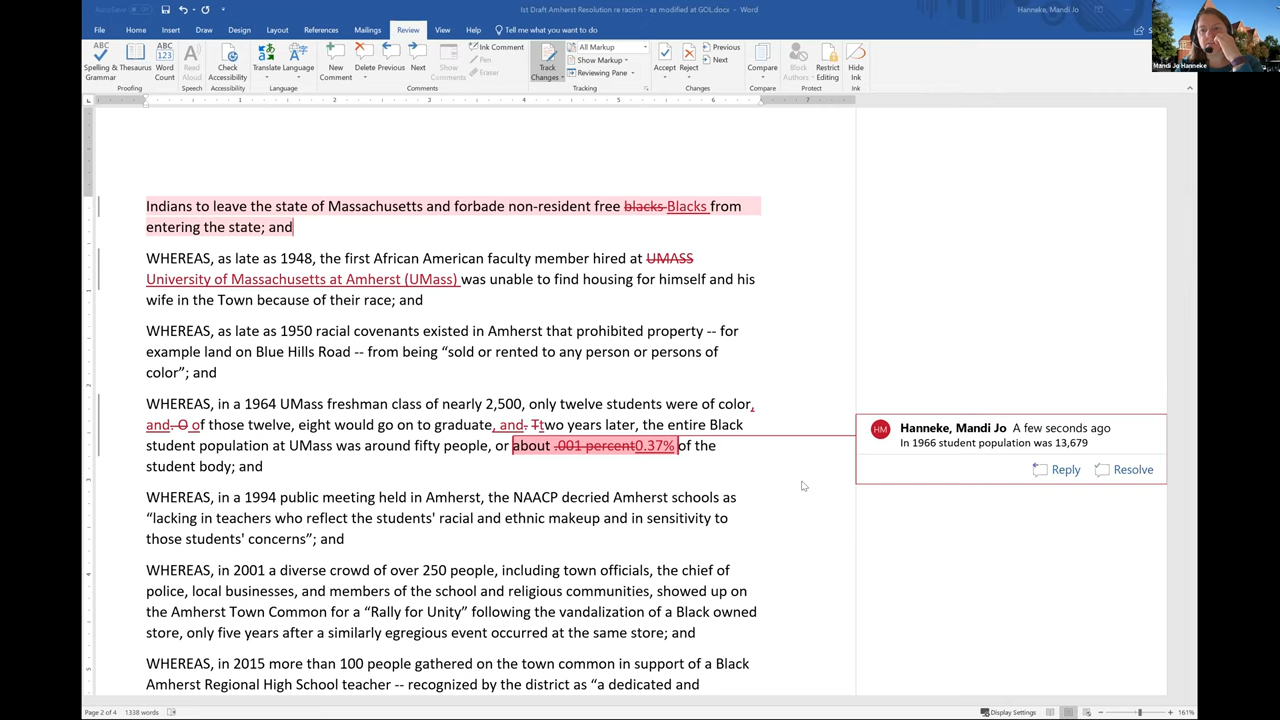 AutoSave
1st Draft Amherst Resolution re racism - as modified at GOL.docx - Word
Hanneke, Mandi Jo
File Home Insert Draw Design Layout References Mailings Review View Help Tell me what you want to do
Spelling & Grammar Thesaurus Word Count Read Aloud Check Accessibility Translate Language New Comment Delete Previous Next Show Comments Ink Comment Pen Eraser Track Changes All Markup Show Markup Reviewing Pane Accept Reject Previous Next Compare Block Authors Restrict Editing Hide Ink
Proofing Speech Accessibility Language Comments Tracking Changes Compare Protect Ink
Mandi Jo Hanneke
1 2 3 4 5 6 7
Indians to leave the state of Massachusetts and forbade non-resident free blacks Blacks from
entering the state; and
WHEREAS, as late as 1948, the first African American faculty member hired at UMASS
University of Massachusetts at Amherst (UMass) was unable to find housing for himself and his
wife in the Town because of their race; and
WHEREAS, as late as 1950 racial covenants existed in Amherst that prohibited property -- for
example land on Blue Hills Road -- from being “sold or rented to any person or persons of
color”; and
WHEREAS, in a 1964 UMass freshman class of nearly 2,500, only twelve students were of color,
and. O of those twelve, eight would go on to graduate, and. Ttwo years later, the entire Black
student population at UMass was around fifty people, or about .001 percent0.37% of the
student body; and
Hanneke, Mandi Jo A few seconds ago
In 1966 student population was 13,679
Reply Resolve
WHEREAS, in a 1994 public meeting held in Amherst, the NAACP decried Amherst schools as
“lacking in teachers who reflect the students' racial and ethnic makeup and in sensitivity to
those students' concerns”; and
WHEREAS, in 2001 a diverse crowd of over 250 people, including town officials, the chief of
police, local businesses, and members of the school and religious communities, showed up on
the Amherst Town Common for a “Rally for Unity” following the vandalization of a Black owned
store, only five years after a similarly egregious event occurred at the same store; and
WHEREAS, in 2015 more than 100 people gathered on the town common in support of a Black
Amherst Regional High School teacher -- recognized by the district as “a dedicated and
Page 2 of 4 1338 words Display Settings 161%